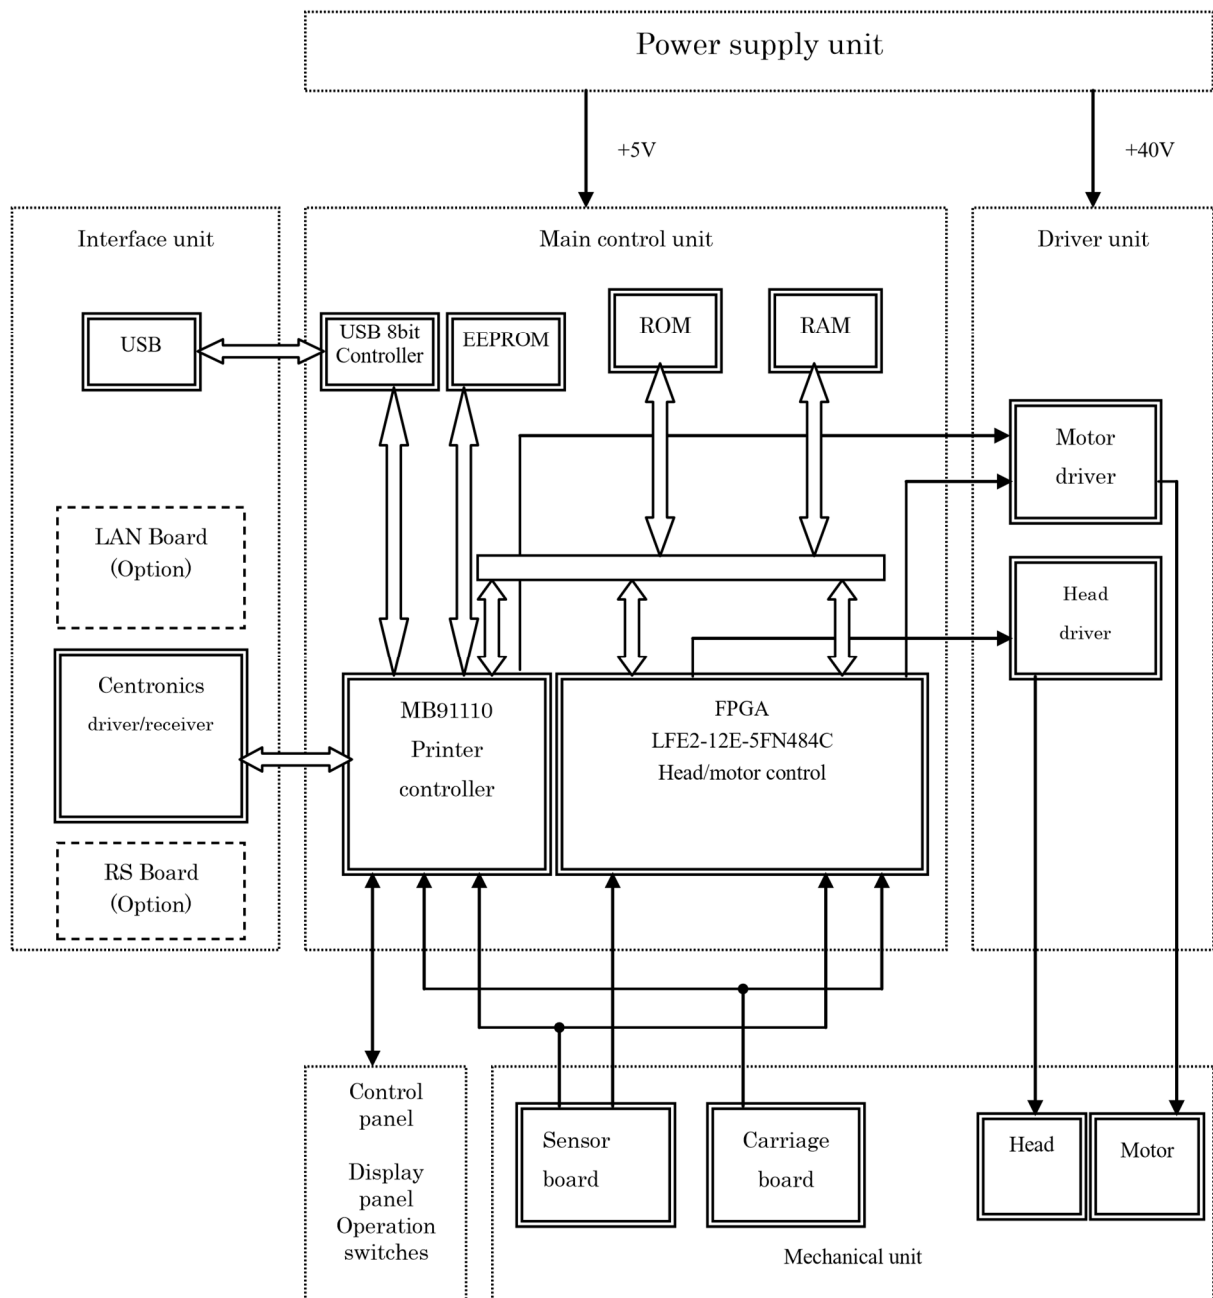 Power supply unit
+5V
+40V
Interface unit
Main control unit
Driver unit
USB
USB 8bit
Controller
EEPROM
ROM
RAM
Motor
driver
LAN Board
(Option)
Head
driver
Centronics
driver/receiver
MB91110
Printer
controller
FPGA
LFE2-12E-5FN484C
Head/motor control
RS Board
(Option)
Control
panel
Display
panel
Operation
switches
Sensor
board
Carriage
board
Head
Motor
Mechanical unit